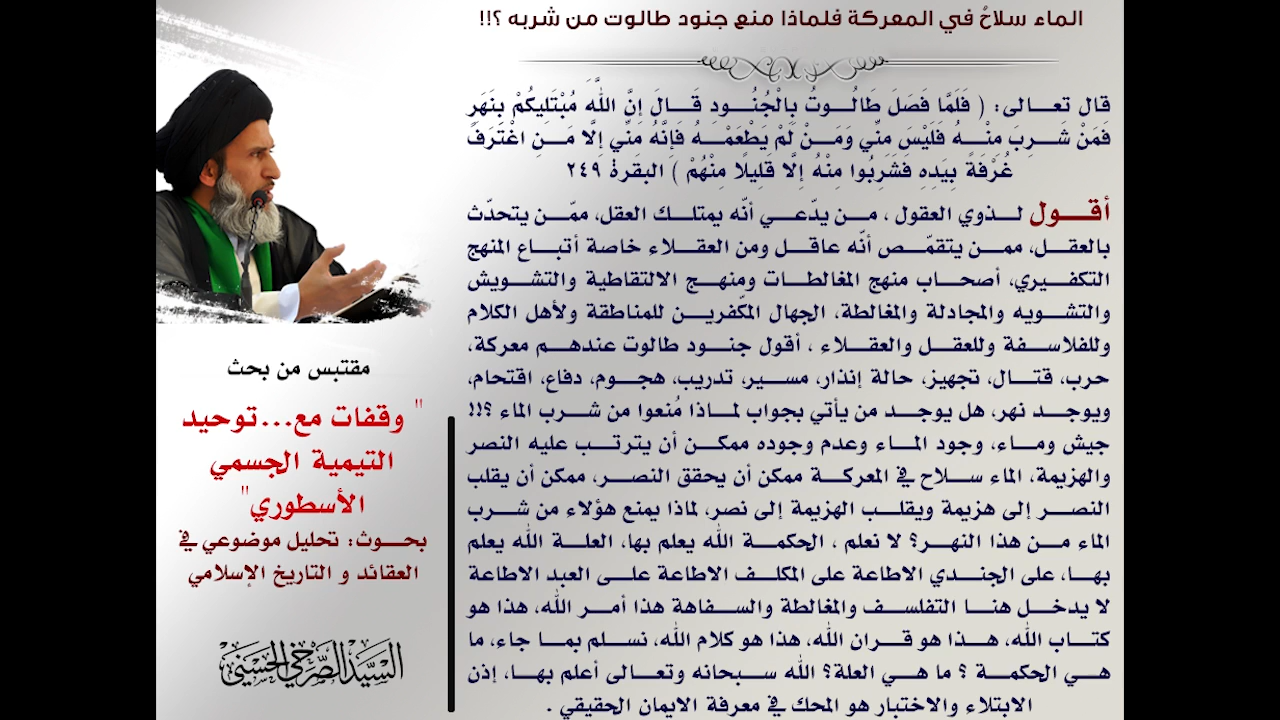 الماء سلاحٌ في المعركة فلماذا منع جنود طالوت من شربه ؟!!
قال تعالى: ( فَلَمَّا فَصَلَ طَالُوتُ بِالْجُنُودِ قَالَ إِنَّ اللَّهَ مُبْتَلِيكُمْ بِنَهَرٍ
فَمَنْ شَرِبَ مِنْهُ فَلَيْسَ مِنِّي وَمَنْ لَمْ يَطْعَمْهُ فَإِنَّهُ مِنِّي إِلَّا مَنِ اغْتَرَفَ
غُرْفَةً بِيَدِهِ فَشَرِبُوا مِنْهُ إِلَّا قَلِيلًا مِنْهُمْ ) البقرة ٢٤٩
أقول لذوي العقول ، من يدّعي أنّه يمتلك العقل، ممّن يتحدّث
بالعقل، ممن يتقمّص أنّه عاقل ومن العقلاء خاصة أتباع المنهج
التكفيري، أصحاب منهج المغالطات ومنهج الالتقاطية والتشويش
والتشويه والمجادلة والمغالطة، الجهال المكّفرين للمناطقة ولأهل الكلام
وللفلاسفة وللعقل والعقلاء ، أقول جنود طالوت عندهم معركة،
حرب، قتال، تجهيز، حالة إنذار، مسير، تدريب، هجوم، دفاع، اقتحام،
ويوجد نهر، هل يوجد من يأتي بجواب لماذا مُنعوا من شرب الماء ؟!!
جيش وماء، وجود الماء وعدم وجوده ممكن أن يترتب عليه النصر
والهزيمة، الماء سلاح في المعركة ممكن أن يحقق النصر، ممكن أن يقلب
النصر إلى هزيمة ويقلب الهزيمة إلى نصر، لماذا يمنع هؤلاء من شرب
الماء من هذا النهر؟ لا نعلم ، الحكمة الله يعلم بها، العلة الله يعلم
بها، على الجندي الاطاعة على المكلف الاطاعة على العبد الاطاعة
لا يدخل هنا التفلسف والمغالطة والسفاهة هذا أمر الله، هذا هو
كتاب الله، هذا هو قران الله، هذا هو كلام الله، نسلم بما جاء، ما
هي الحكمة ؟ ما هي العلة؟ الله سبحانه وتعالى أعلم بها، إذن
الابتلاء والاختبار هو المحك في معرفة الايمان الحقيقي .
مقتبس من بحث
" وقفات مع...توحيد
التيمية الجسمي
الأسطوري"
بحوث: تحليل موضوعي في
العقائد و التاريخ الإسلامي
السيد الصرخي الحسني